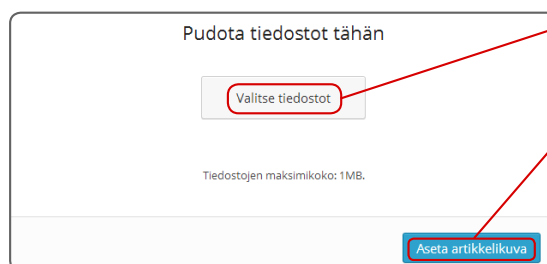 Pudota tiedostot tähän
Valitse tiedostot
Tiedostojen maksimikoko: 1MB.
Aseta artikkelikuva